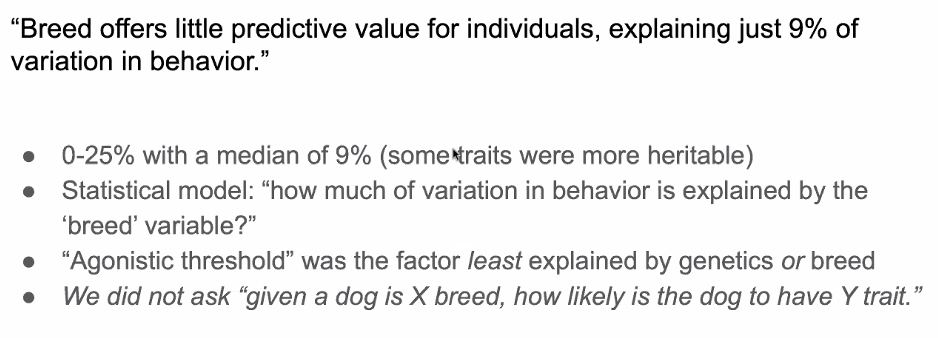 “Breed offers little predictive value for individuals, explaining just 9% of
variation in behavior.”
● 0-25% with a median of 9% (some traits were more heritable)
● Statistical model: “how much of variation in behavior is explained by the
‘breed’ variable?”
● “Agonistic threshold” was the factor least explained by genetics or breed
● We did not ask “given a dog is X breed, how likely is the dog to have Y trait.”